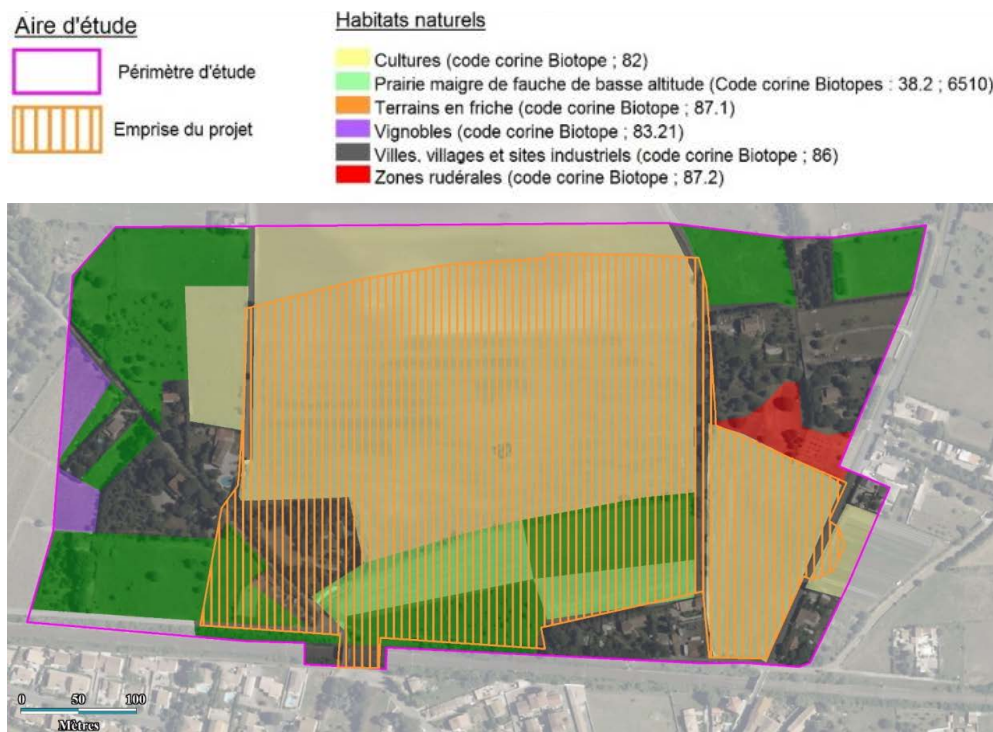 Aire d'étude
Périmètre d'étude
Emprise du projet
Habitats naturels
Cultures (code corine Biotope ; 82)
Prairie maigre de fauche de basse altitude (Code corine Biotopes : 38.2 ; 6510)
Terrains en friche (code corine Biotope ; 87.1)
Vignobles (code corine Biotope ; 83.21)
Villes, villages et sites industriels (code corine Biotope ; 86)
Zones rudérales (code corine Biotope ; 87.2)
0 50 100
Mètres